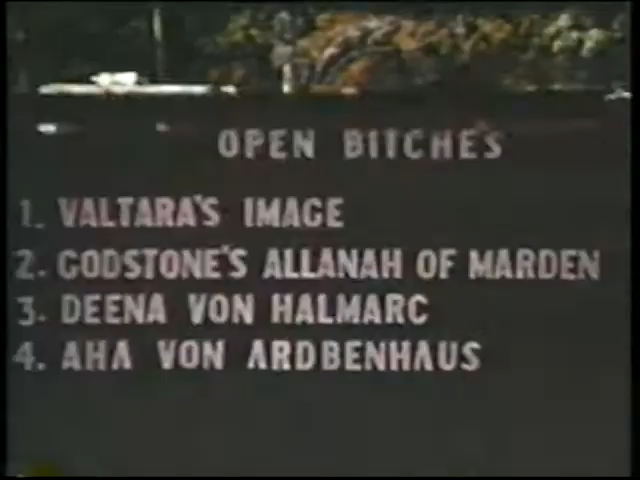 OPEN BITCHES
1. VALTARA'S IMAGE
2. GODSTONE'S ALLANAH OF MARDEN
3. DEENA VON HALMARC
4. AHA VON ARDBENHAUS